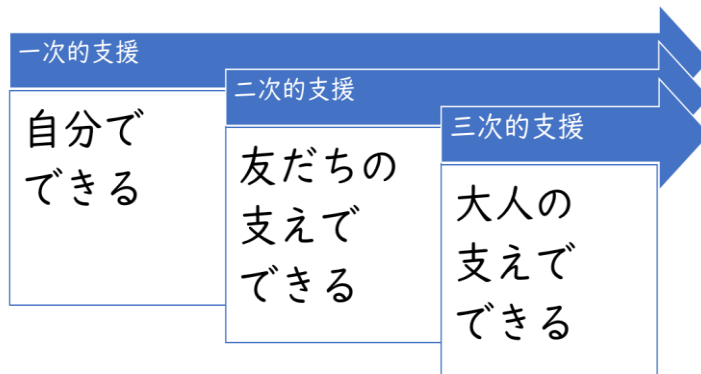 一次的支援
自分で
できる
二次的支援
友だちの
支えで
できる
三次的支援
大人の
支えで
できる